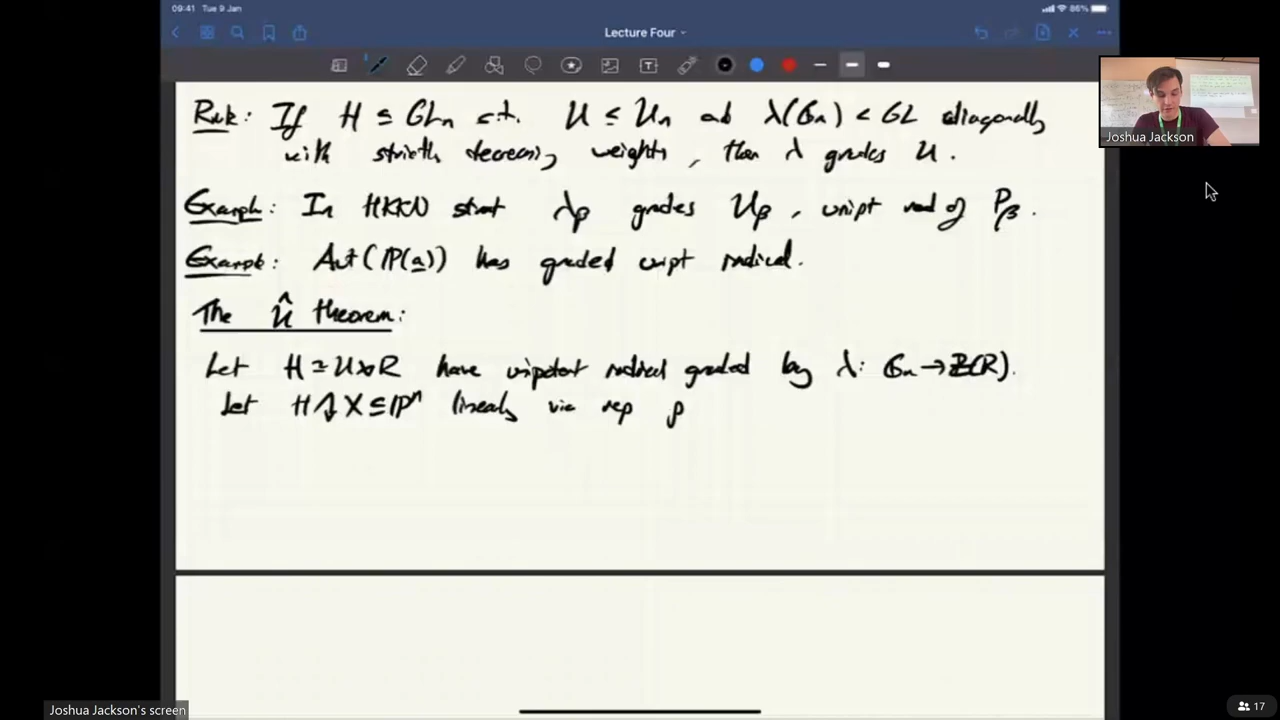 09:41 Tue 9 Jan
86%
Lecture Four
Rmk: If H ≤ GLn s.t. U ≤ Un and λ(Gm) < GL diagonally
with strictly decreasing weights, then λ grades U.
Example: In HKKN strat λβ grades Uβ, unipt rad of Pβ.
Example: Aut(P(a)) has graded unipt radical.
The Û theorem:
Let H = U ⋊ R have unipotent radical graded by λ: Gm → Z(R).
Let H ↷ X ⊆ Pⁿ linearly via rep ρ
Joshua Jackson
Joshua Jackson's screen
17